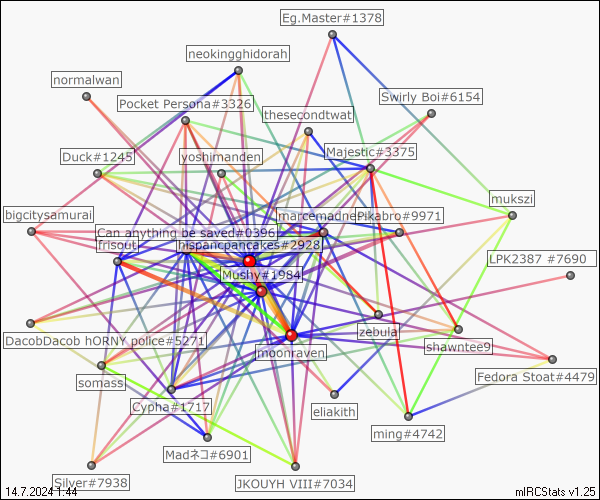 Eg.Master#1378
neokingghidorah
normalwan
Swirly Boi#6154
Pocket Persona#3326
thesecondtwat
Majestic#3375
Duck#1245
yoshimanden
mukszi
bigcitysamurai
marcemadne
Pikabro#9971
Can anything be saved#0396
frisout
hispanicpancakes#2928
LPK2387 #7690
Mushy#1984
DacobDacob hORNY police#5271
zebula
moonraven
shawntee9
Fedora Stoat#4479
somass
Cypha#1717
eliakith
ming#4742
Madネコ#6901
Silver#7938
JKOUYH VIII#7034
14.7.2024 1:44
mIRCStats v1.25